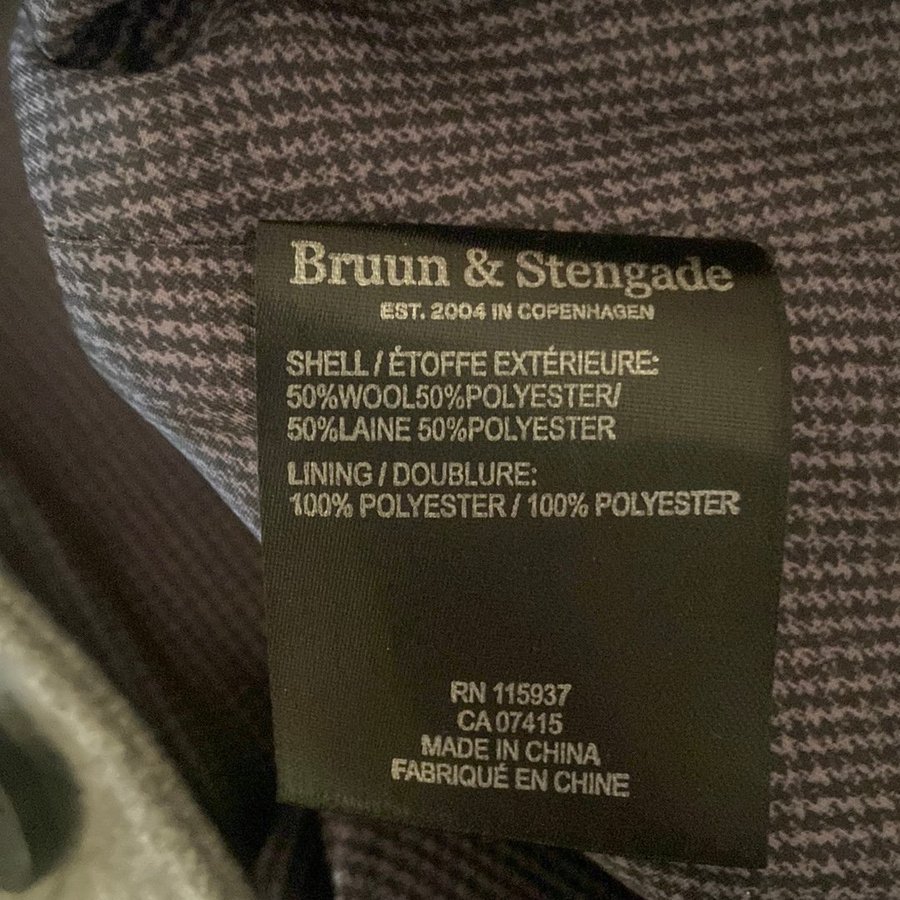 Bruun & Stengade
EST. 2004 IN COPENHAGEN
SHELL / ÉTOFFE EXTÉRIEURE:
50%WOOL50%POLYESTER/
50%LAINE 50%POLYESTER
LINING / DOUBLURE:
100% POLYESTER / 100% POLYESTER
RN 115937
CA 07415
MADE IN CHINA
FABRIQUÉ EN CHINE